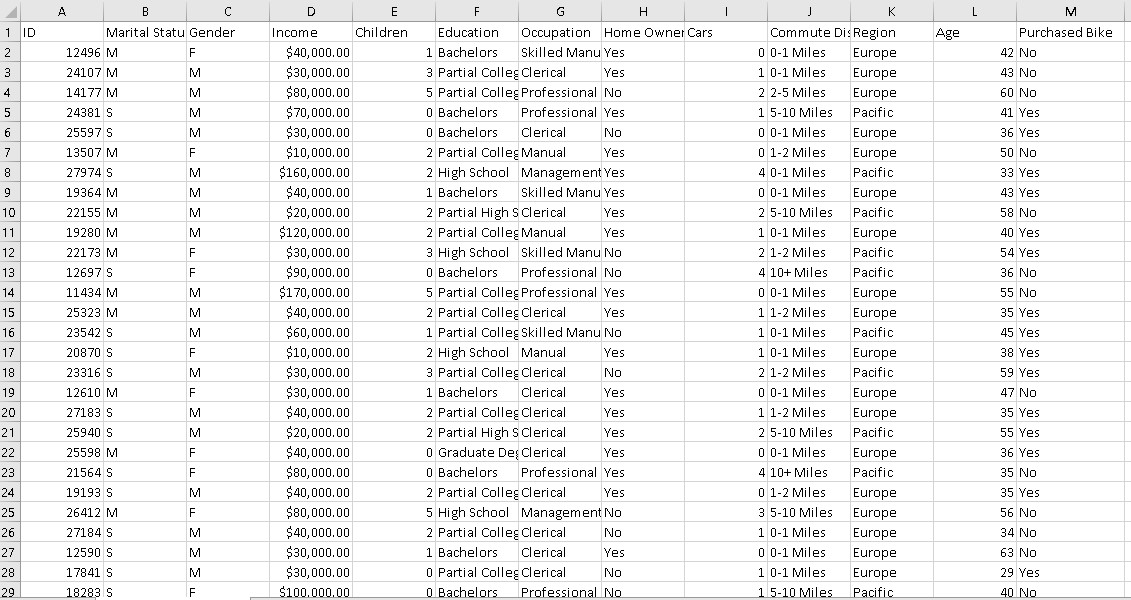 A B C D E F G H I J K L M
1 ID Marital Statu Gender Income Children Education Occupation Home Owner Cars Commute Dis Region Age Purchased Bike
2 12496 M F $40,000.00 1 Bachelors Skilled Manu Yes 0 0-1 Miles Europe 42 No
3 24107 M M $30,000.00 3 Partial Colleg Clerical Yes 1 0-1 Miles Europe 43 No
4 14177 M M $80,000.00 5 Partial Colleg Professional No 2 2-5 Miles Europe 60 No
5 24381 S M $70,000.00 0 Bachelors Professional Yes 1 5-10 Miles Pacific 41 Yes
6 25597 S M $30,000.00 0 Bachelors Clerical No 0 0-1 Miles Europe 36 Yes
7 13507 M F $10,000.00 2 Partial Colleg Manual Yes 0 1-2 Miles Europe 50 No
8 27974 S M $160,000.00 2 High School Management Yes 4 0-1 Miles Pacific 33 Yes
9 19364 M M $40,000.00 1 Bachelors Skilled Manu Yes 0 0-1 Miles Europe 43 Yes
10 22155 M M $20,000.00 2 Partial High S Clerical Yes 2 5-10 Miles Pacific 58 No
11 19280 M M $120,000.00 2 Partial Colleg Manual Yes 1 0-1 Miles Europe 40 Yes
12 22173 M F $30,000.00 3 High School Skilled Manu No 2 1-2 Miles Pacific 54 Yes
13 12697 S F $90,000.00 0 Bachelors Professional No 4 10+ Miles Pacific 36 No
14 11434 M M $170,000.00 5 Partial Colleg Professional Yes 0 0-1 Miles Europe 55 No
15 25323 M M $40,000.00 2 Partial Colleg Clerical Yes 1 1-2 Miles Europe 35 Yes
16 23542 S M $60,000.00 1 Partial Colleg Skilled Manu No 1 0-1 Miles Pacific 45 Yes
17 20870 S F $10,000.00 2 High School Manual Yes 1 0-1 Miles Europe 38 Yes
18 23316 S M $30,000.00 3 Partial Colleg Clerical No 2 1-2 Miles Pacific 59 Yes
19 12610 M F $30,000.00 1 Bachelors Clerical Yes 0 0-1 Miles Europe 47 No
20 27183 S M $40,000.00 2 Partial Colleg Clerical Yes 1 1-2 Miles Europe 35 Yes
21 25940 S M $20,000.00 2 Partial High S Clerical Yes 2 5-10 Miles Pacific 55 Yes
22 25598 M F $40,000.00 0 Graduate Deg Clerical Yes 0 0-1 Miles Europe 36 Yes
23 21564 S F $80,000.00 0 Bachelors Professional Yes 4 10+ Miles Pacific 35 No
24 19193 S M $40,000.00 2 Partial Colleg Clerical Yes 0 1-2 Miles Europe 35 Yes
25 26412 M F $80,000.00 5 High School Management No 3 5-10 Miles Europe 56 No
26 27184 S M $40,000.00 2 Partial Colleg Clerical No 1 0-1 Miles Europe 34 No
27 12590 S M $30,000.00 1 Bachelors Clerical Yes 0 0-1 Miles Europe 63 No
28 17841 S M $30,000.00 0 Partial Colleg Clerical No 1 0-1 Miles Europe 29 Yes
29 18283 S F $100,000.00 0 Bachelors Professional No 1 5-10 Miles Pacific 40 No